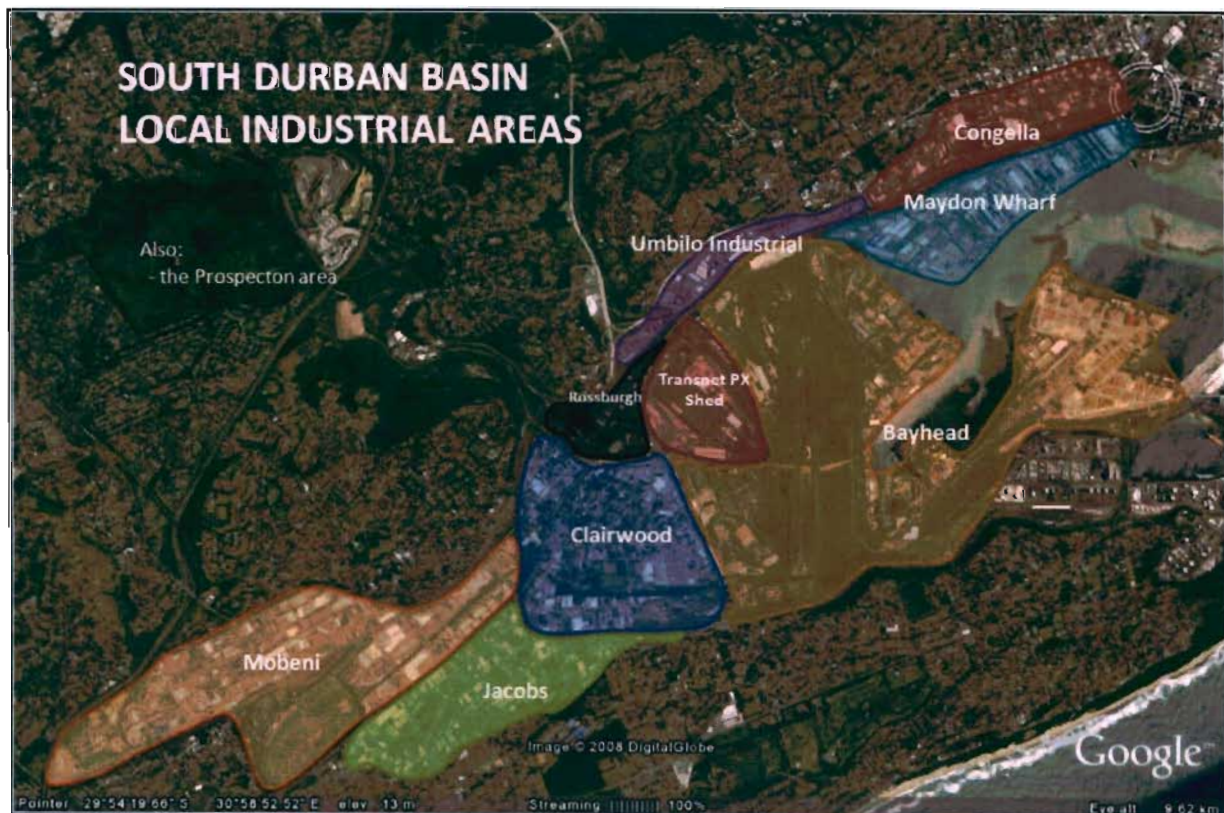 SOUTH DURBAN BASIN
LOCAL INDUSTRIAL AREAS
Congella
Maydon Wharf
Umbilo Industrial
Also:
- the Prospecton area
Transnet PX
Shed
Rossburgh
Bayhead
Clairwood
Mobeni
Jacobs
Image © 2008 DigitalGlobe
Google™
Pointer 29°54'19.66" S 30°58'52.52" E elev 13 m
Streaming ||||||||| 100%
Eye alt 9.62 km
N